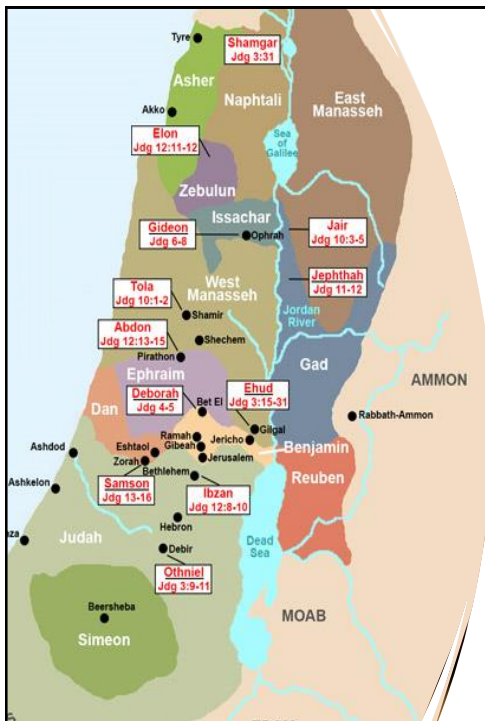 Tyre
Shamgar
Jdg 3:31
Asher
Naphtali
East
Manasseh
Akko
Elon
Jdg 12:11-12
Sea
of
Galilee
Zebulun
Issachar
Gideon
Jdg 6-8
Ophrah
Jair
Jdg 10:3-5
West
Manasseh
Jephthah
Jdg 11-12
Tola
Jdg 10:1-2
Shamir
Jordan
River
Abdon
Jdg 12:13-15
Shechem
Pirathon
Ephraim
Gad
AMMON
Deborah
Jdg 4-5
Bet El
Ehud
Jdg 3:15-31
Dan
Rabbath-Ammon
Gilgal
Ramah
Jericho
Gibeah
Benjamin
Ashdod
Eshtaol
Zorah
Jerusalem
Reuben
Bethlehem
Samson
Jdg 13-16
Ibzan
Jdg 12:8-10
Ashkelon
Hebron
Judah
Debir
Dead
Sea
Othniel
Jdg 3:9-11
Beersheba
Simeon
MOAB